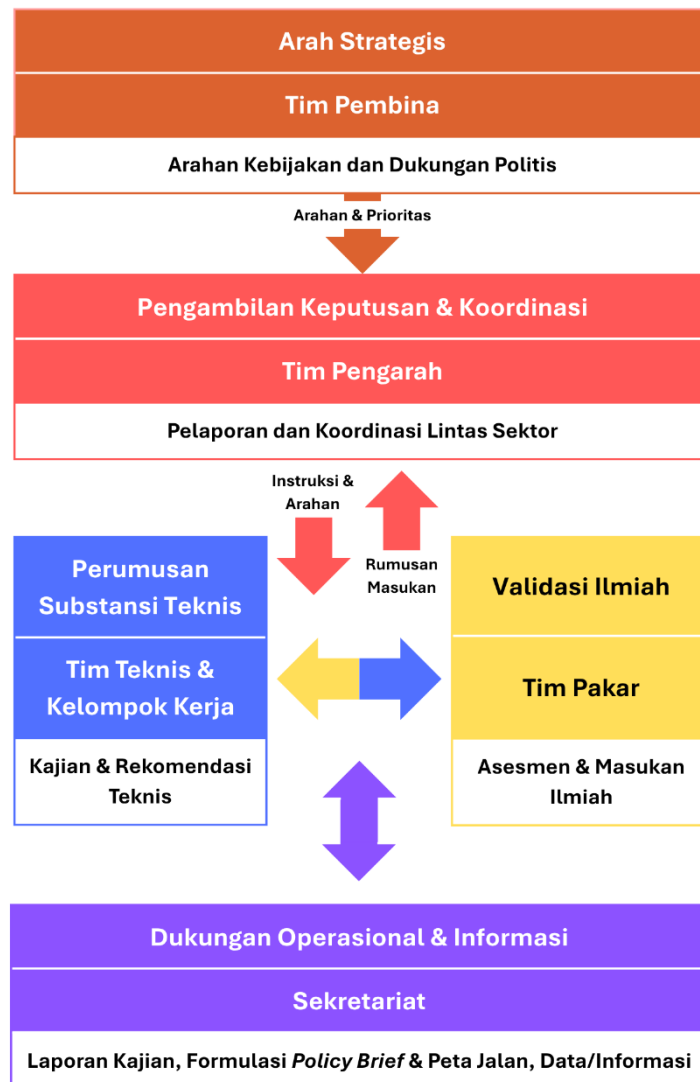 Arah Strategis
Tim Pembina
Arahan Kebijakan dan Dukungan Politis
Arahan & Prioritas
Pengambilan Keputusan & Koordinasi
Tim Pengarah
Pelaporan dan Koordinasi Lintas Sektor
Instruksi &
Arahan
Rumusan
Masukan
Perumusan
Substansi Teknis
Tim Teknis &
Kelompok Kerja
Kajian & Rekomendasi
Teknis
Validasi Ilmiah
Tim Pakar
Asesmen & Masukan
Ilmiah
Dukungan Operasional & Informasi
Sekretariat
Laporan Kajian, Formulasi Policy Brief & Peta Jalan, Data/Informasi